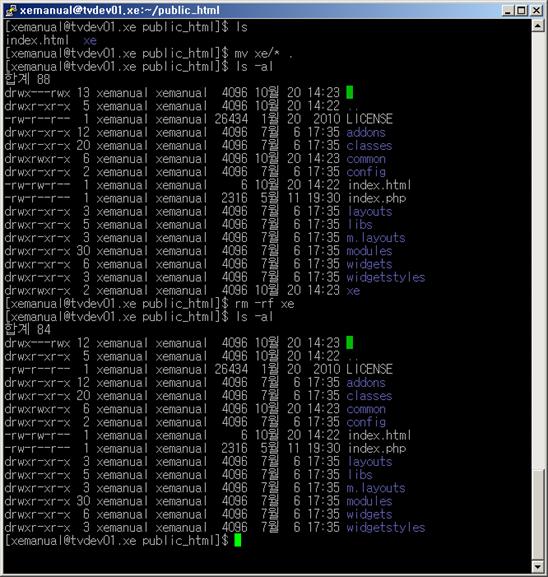 xemanual@tvdev01.xe:~/public_html
[xemanual@tvdev01.xe public_html]$ ls
index.html  xe
[xemanual@tvdev01.xe public_html]$ mv xe/* .
[xemanual@tvdev01.xe public_html]$ ls -al
합계 88
drwx---rwx 13 xemanual xemanual  4096 10월 20 14:23 .
drwxr-xr-x  5 xemanual xemanual  4096 10월 20 14:22 ..
-rw-r--r--  1 xemanual xemanual 26434  1월 20  2010 LICENSE
drwxr-xr-x 12 xemanual xemanual  4096  7월  6 17:35 addons
drwxr-xr-x 20 xemanual xemanual  4096  7월  6 17:35 classes
drwxrwxr-x  6 xemanual xemanual  4096 10월 20 14:23 common
drwxr-xr-x  2 xemanual xemanual  4096  7월  6 17:35 config
-rw-rw-r--  1 xemanual xemanual     6 10월 20 14:22 index.html
-rw-r--r--  1 xemanual xemanual  2316  5월 11 19:30 index.php
drwxr-xr-x  3 xemanual xemanual  4096  7월  6 17:35 layouts
drwxr-xr-x  5 xemanual xemanual  4096  7월  6 17:35 libs
drwxr-xr-x  3 xemanual xemanual  4096  7월  6 17:35 m.layouts
drwxr-xr-x 30 xemanual xemanual  4096  7월  6 17:35 modules
drwxr-xr-x  6 xemanual xemanual  4096  7월  6 17:35 widgets
drwxr-xr-x  3 xemanual xemanual  4096  7월  6 17:35 widgetstyles
drwxrwxr-x  2 xemanual xemanual  4096 10월 20 14:23 xe
[xemanual@tvdev01.xe public_html]$ rm -rf xe
[xemanual@tvdev01.xe public_html]$ ls -al
합계 84
drwx---rwx 12 xemanual xemanual  4096 10월 20 14:23 .
drwxr-xr-x  5 xemanual xemanual  4096 10월 20 14:22 ..
-rw-r--r--  1 xemanual xemanual 26434  1월 20  2010 LICENSE
drwxr-xr-x 12 xemanual xemanual  4096  7월  6 17:35 addons
drwxr-xr-x 20 xemanual xemanual  4096  7월  6 17:35 classes
drwxrwxr-x  6 xemanual xemanual  4096 10월 20 14:23 common
drwxr-xr-x  2 xemanual xemanual  4096  7월  6 17:35 config
-rw-rw-r--  1 xemanual xemanual     6 10월 20 14:22 index.html
-rw-r--r--  1 xemanual xemanual  2316  5월 11 19:30 index.php
drwxr-xr-x  3 xemanual xemanual  4096  7월  6 17:35 layouts
drwxr-xr-x  5 xemanual xemanual  4096  7월  6 17:35 libs
drwxr-xr-x  3 xemanual xemanual  4096  7월  6 17:35 m.layouts
drwxr-xr-x 30 xemanual xemanual  4096  7월  6 17:35 modules
drwxr-xr-x  6 xemanual xemanual  4096  7월  6 17:35 widgets
drwxr-xr-x  3 xemanual xemanual  4096  7월  6 17:35 widgetstyles
[xemanual@tvdev01.xe public_html]$